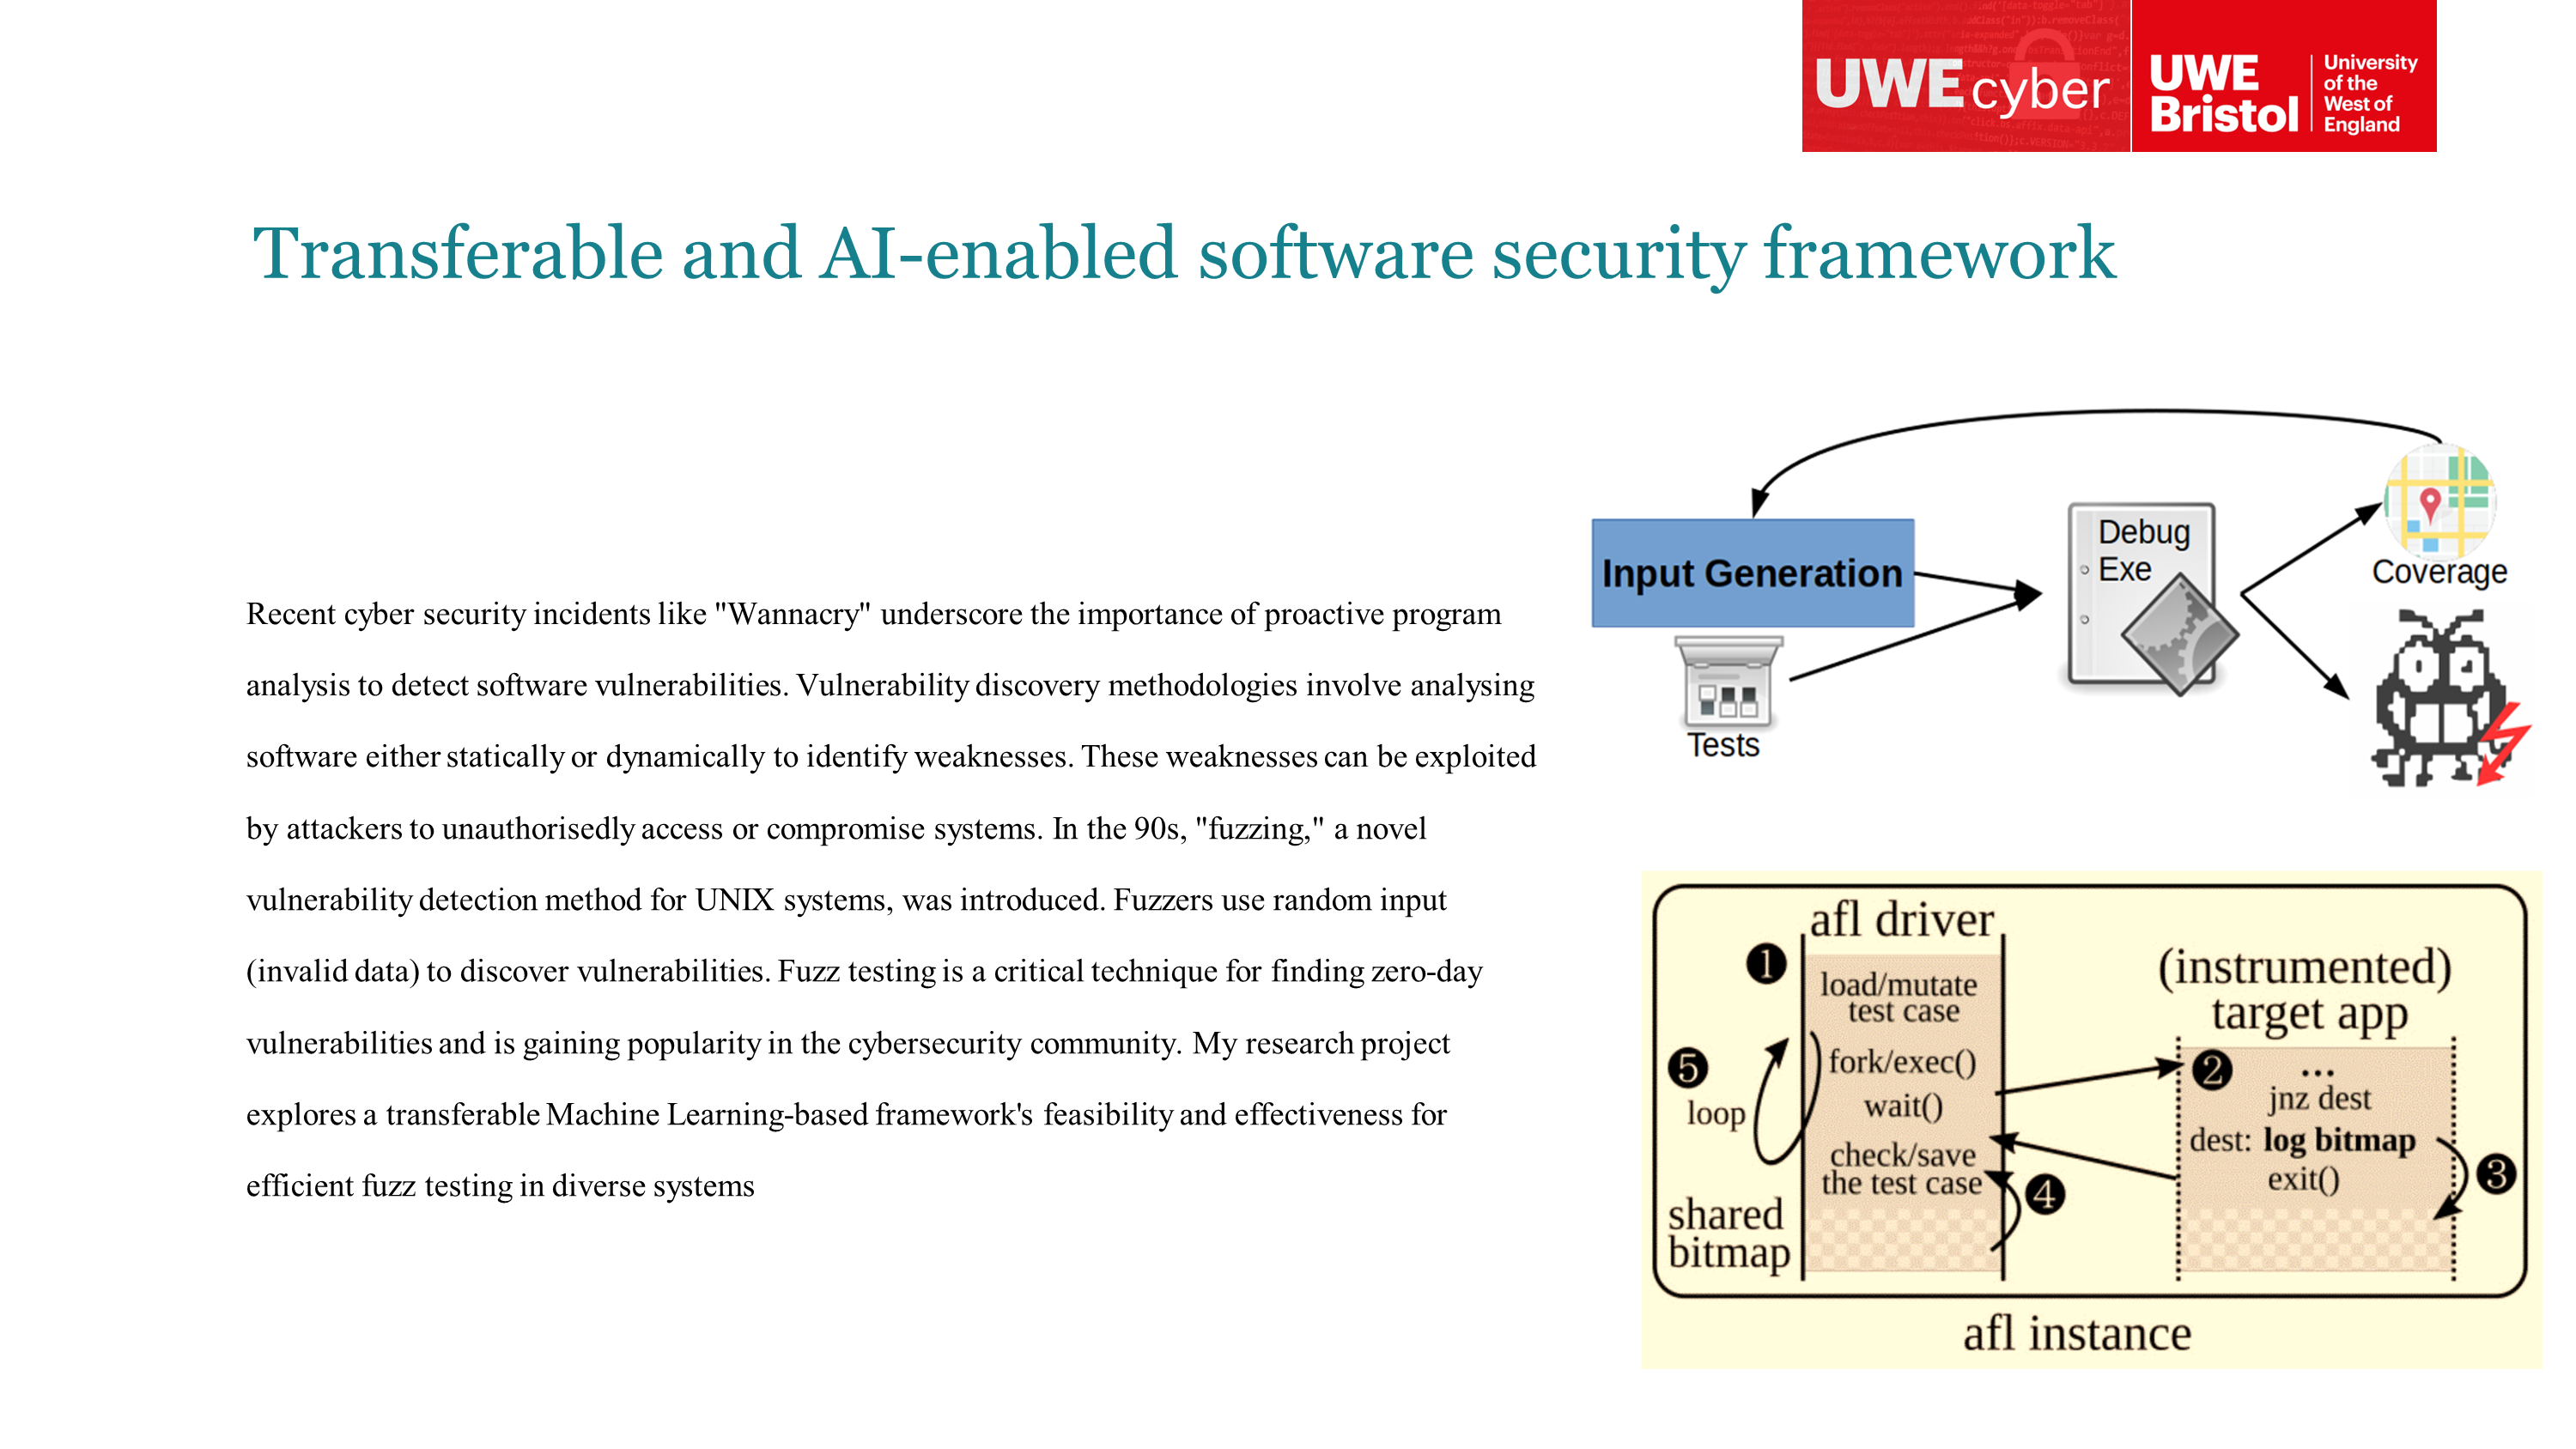 UWE cyber
UWE
Bristol
University
of the
West of
England
Transferable and AI-enabled software security framework
Recent cyber security incidents like "Wannacry" underscore the importance of proactive program
analysis to detect software vulnerabilities. Vulnerability discovery methodologies involve analysing
software either statically or dynamically to identify weaknesses. These weaknesses can be exploited
by attackers to unauthorisedly access or compromise systems. In the 90s, "fuzzing," a novel
vulnerability detection method for UNIX systems, was introduced. Fuzzers use random input
(invalid data) to discover vulnerabilities. Fuzz testing is a critical technique for finding zero-day
vulnerabilities and is gaining popularity in the cybersecurity community. My research project
explores a transferable Machine Learning-based framework's feasibility and effectiveness for
efficient fuzz testing in diverse systems
Input Generation
Tests
Debug
Exe
Coverage
afl driver
1
load/mutate
test case
5
loop
fork/exec()
wait()
check/save
the test case
4
shared
bitmap
(instrumented)
target app
2
...
jnz dest
dest: log bitmap
exit()
3
afl instance